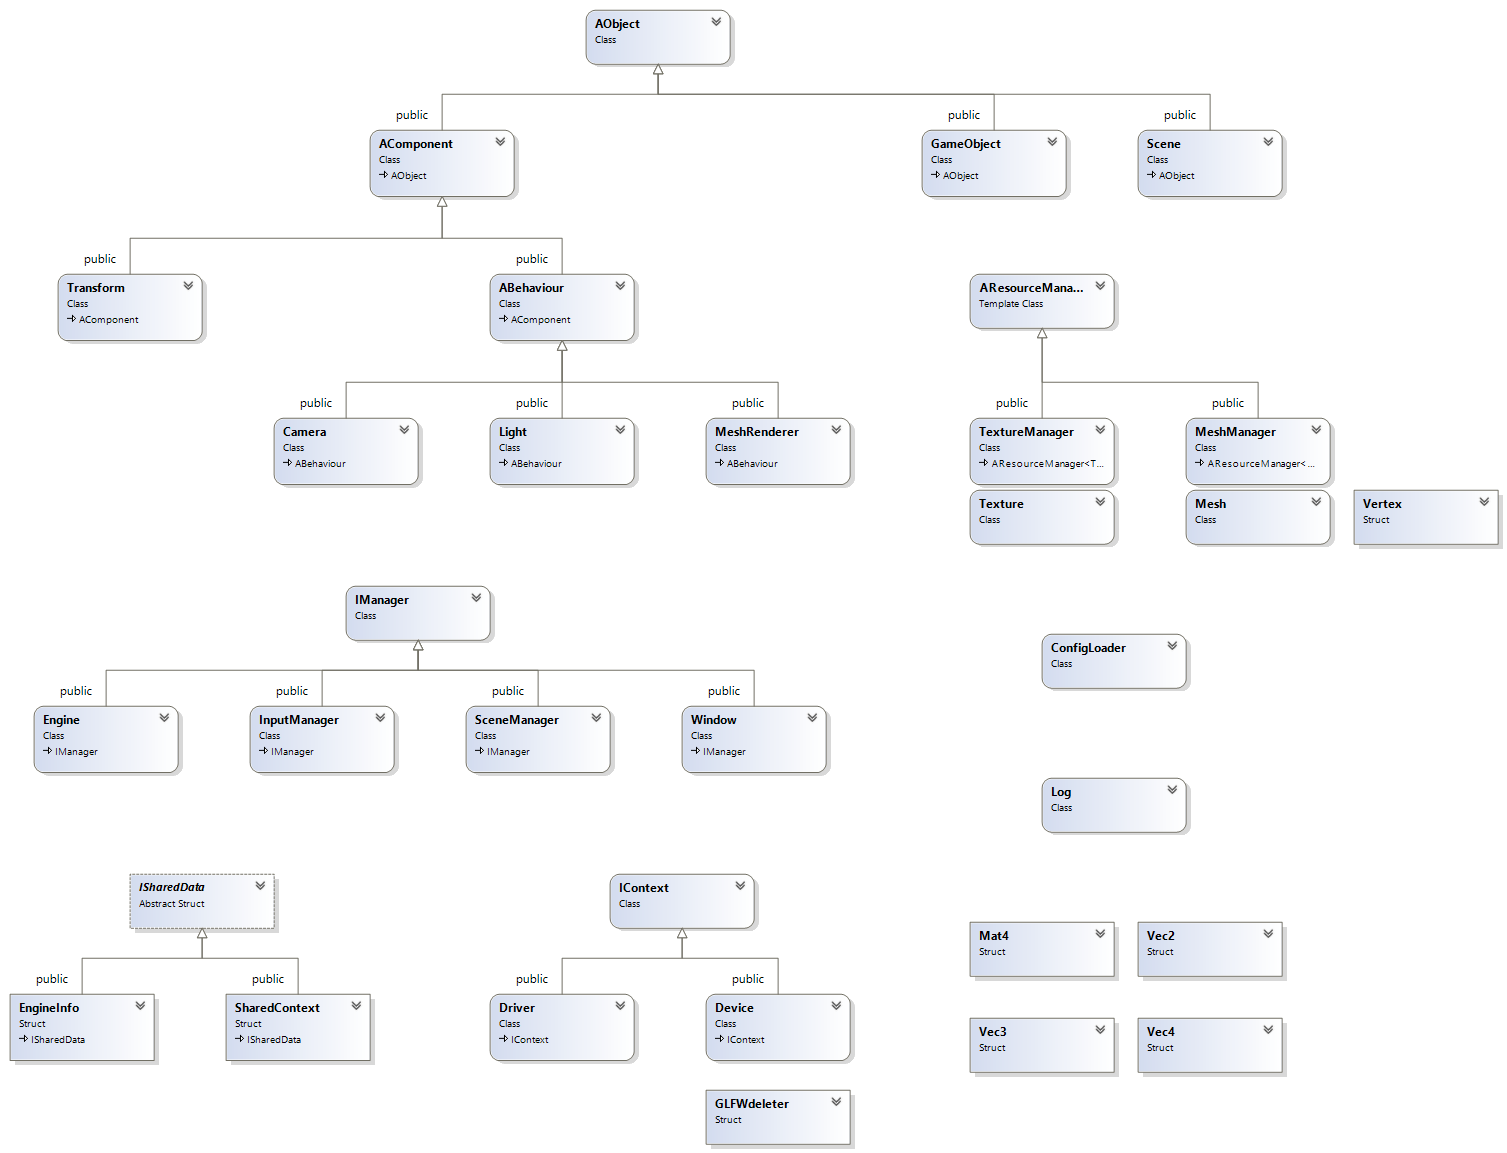 AObject
Class
public
public
public
AComponent
Class
AObject
GameObject
Class
AObject
Scene
Class
AObject
public
public
Transform
Class
AComponent
ABehaviour
Class
AComponent
AResourceMana...
Template Class
public
public
public
public
public
Camera
Class
ABehaviour
Light
Class
ABehaviour
MeshRenderer
Class
ABehaviour
TextureManager
Class
AResourceManager<T...
MeshManager
Class
AResourceManager<...
Texture
Class
Mesh
Class
Vertex
Struct
IManager
Class
ConfigLoader
Class
public
public
public
public
Engine
Class
IManager
InputManager
Class
IManager
SceneManager
Class
IManager
Window
Class
IManager
Log
Class
ISharedData
Abstract Struct
IContext
Class
Mat4
Struct
Vec2
Struct
public
public
public
public
EngineInfo
Struct
ISharedData
SharedContext
Struct
ISharedData
Driver
Class
IContext
Device
Class
IContext
Vec3
Struct
Vec4
Struct
GLFWdeleter
Struct